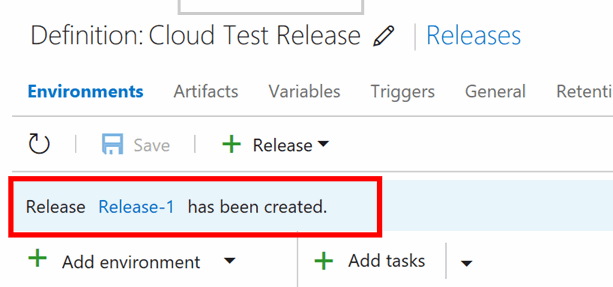 Definition: Cloud Test Release | Releases
Environments Artifacts Variables Triggers General Retenti
Save Release
Release Release-1 has been created.
Add environment Add tasks